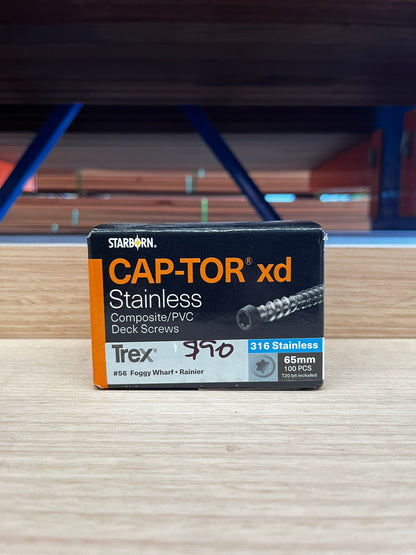 STARBORN®
CAP-TOR® xd
Stainless
Composite/PVC
Deck Screws
Trex® $90
316 Stainless
65mm
100 PCS
T20 bit included
#56 Foggy Wharf • Rainier